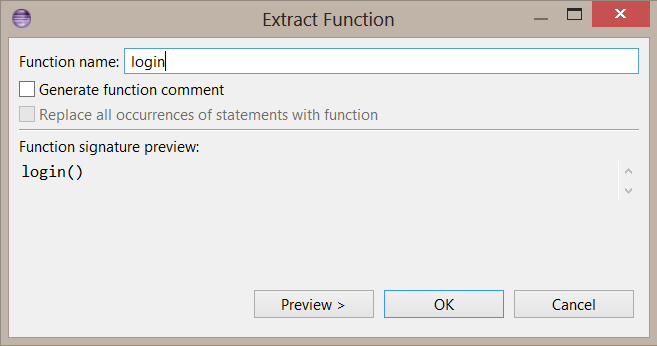 Extract Function
Function name: login
Generate function comment
Replace all occurrences of statements with function
Function signature preview:
login()
Preview > OK Cancel